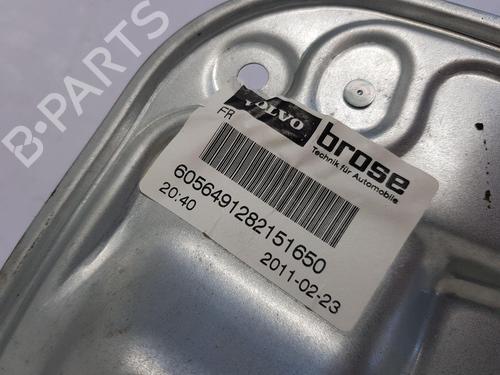 B-PARTS
VOLVO
FR
brose
Technik für Automobile
6056491282151650
20:40
2011-02-23